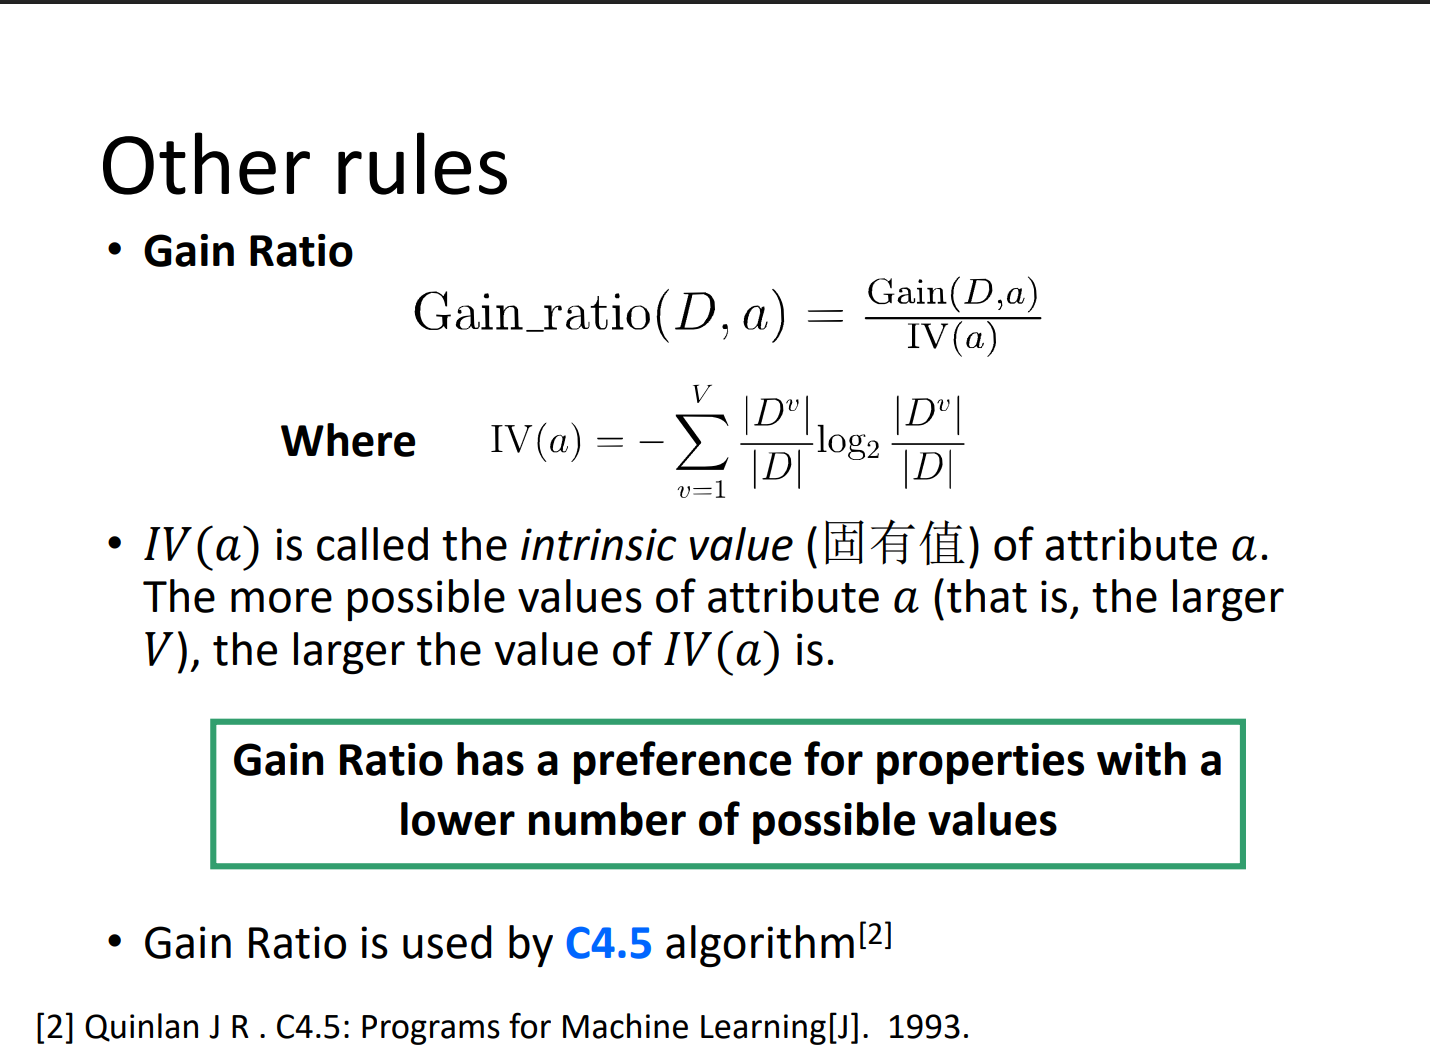 Other rules
• Gain Ratio
Gain_ratio(D, a) = Gain(D,a) / IV(a)
Where IV(a) = − ∑_{v=1}^{V} |D^v| / |D| log₂ |D^v| / |D|
• IV(a) is called the intrinsic value (固有值) of attribute a.
The more possible values of attribute a (that is, the larger
V), the larger the value of IV(a) is.
Gain Ratio has a preference for properties with a
lower number of possible values
• Gain Ratio is used by C4.5 algorithm[2]
[2] Quinlan J R . C4.5: Programs for Machine Learning[J]. 1993.